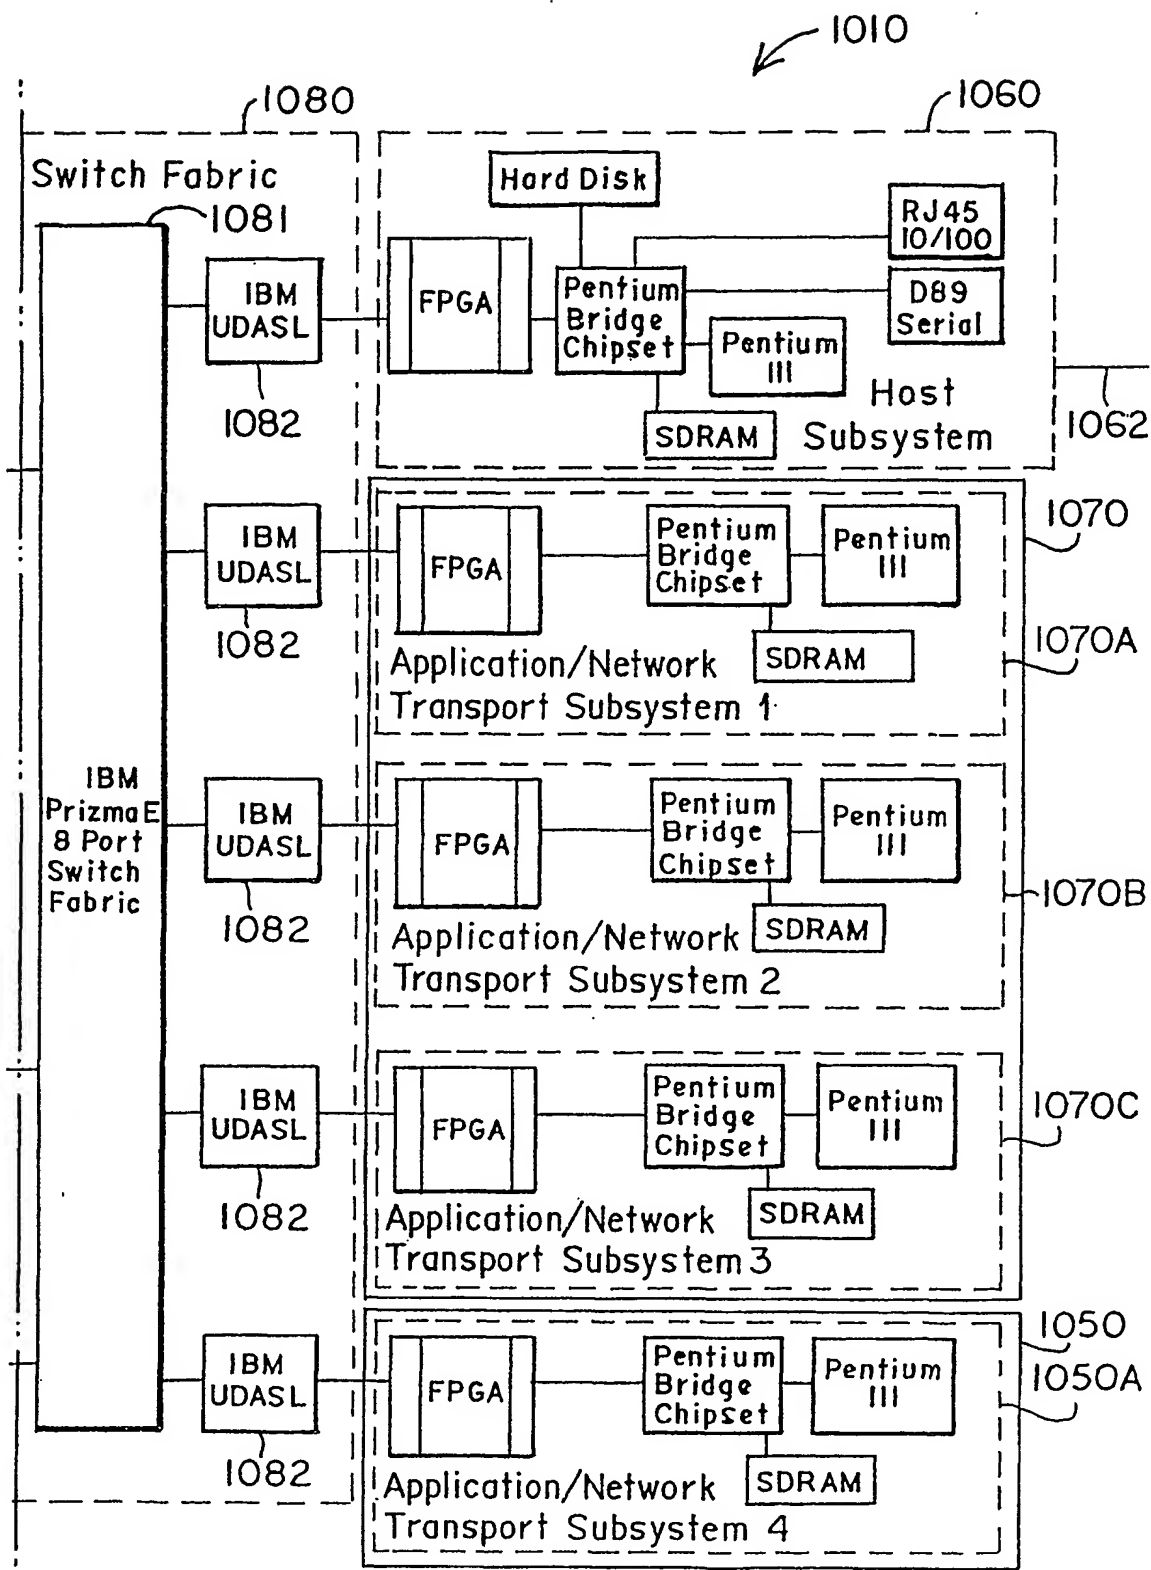 1010
1080
1060
Switch Fabric
1081
Hard Disk
RJ45
10/100
IBM
UDASL
FPGA
Pentium
Bridge
Chipset
D89
Serial
Pentium
III
1082
Host
Subsystem
1062
SDRAM
IBM
UDASL
FPGA
Pentium
Bridge
Chipset
Pentium
III
1070
1082
1070A
SDRAM
Application/Network
Transport Subsystem 1
IBM
PrizmaE
8 Port
Switch
Fabric
IBM
UDASL
FPGA
Pentium
Bridge
Chipset
Pentium
III
1070B
1082
SDRAM
Application/Network
Transport Subsystem 2
IBM
UDASL
FPGA
Pentium
Bridge
Chipset
Pentium
III
1070C
1082
SDRAM
Application/Network
Transport Subsystem 3
1050
IBM
UDASL
FPGA
Pentium
Bridge
Chipset
Pentium
III
1050A
1082
SDRAM
Application/Network
Transport Subsystem 4